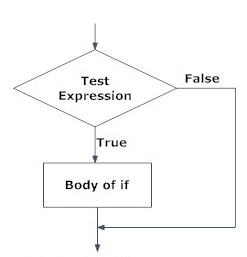 Test
Expression
False
True
Body of if